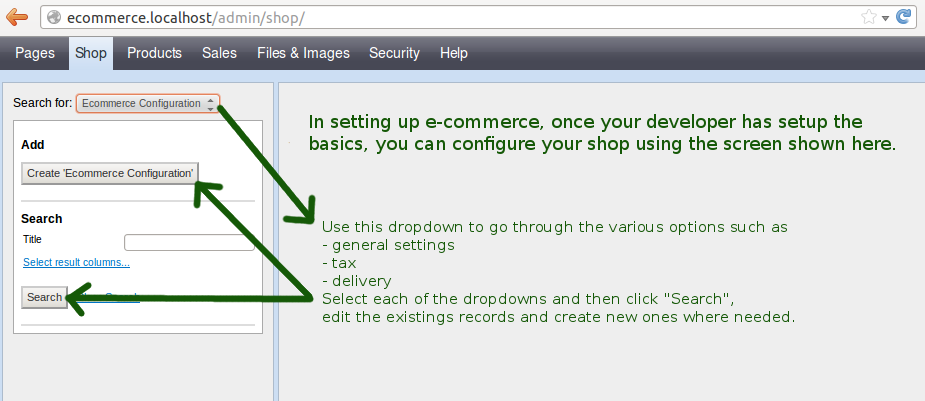 ecommerce.localhost/admin/shop/
Pages Shop Products Sales Files & Images Security Help
Search for: Ecommerce Configuration
Add
Create 'Ecommerce Configuration'
Search
Title
Select result columns...
Search
In setting up e-commerce, once your developer has setup the
basics, you can configure your shop using the screen shown here.
Use this dropdown to go through the various options such as
- general settings
- tax
- delivery
Select each of the dropdowns and then click "Search",
edit the existings records and create new ones where needed.